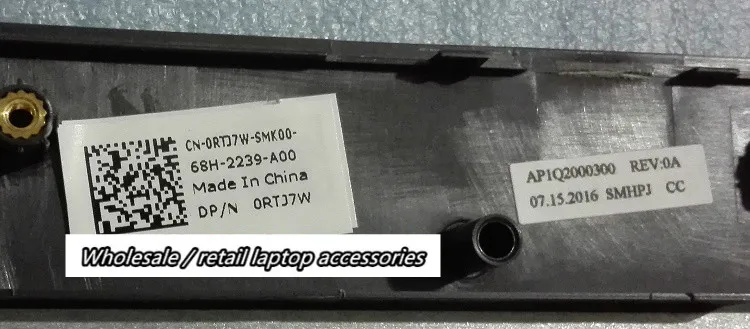 CN-0RTJ7W-SMK00-
68H-2239-A00
Made In China
DP/N 0RTJ7W
AP1Q2000300 REV:0A
07.15.2016 SMHPJ CC
Wholesale / retail laptop accessories